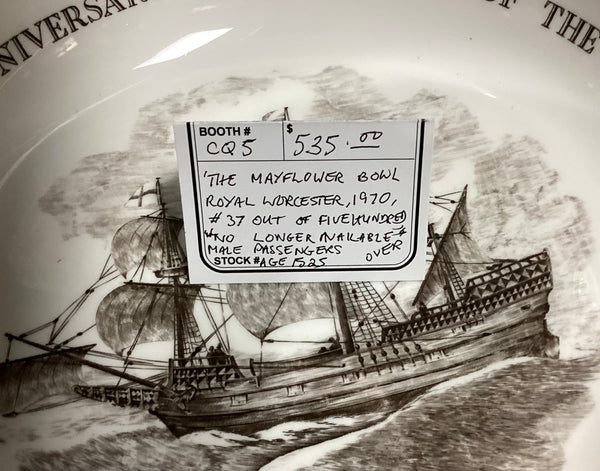 NIVERSAR
OF THE
BOOTH #
CQ5
$ 535.00
'THE MAYFLOWER BOWL
ROYAL WORCESTER, 1970,
#37 OUT OF FIVE HUNDRED
"NO LONGER AVAILABLE"
MALE PASSENGERS OVER
STOCK # AGE 1525